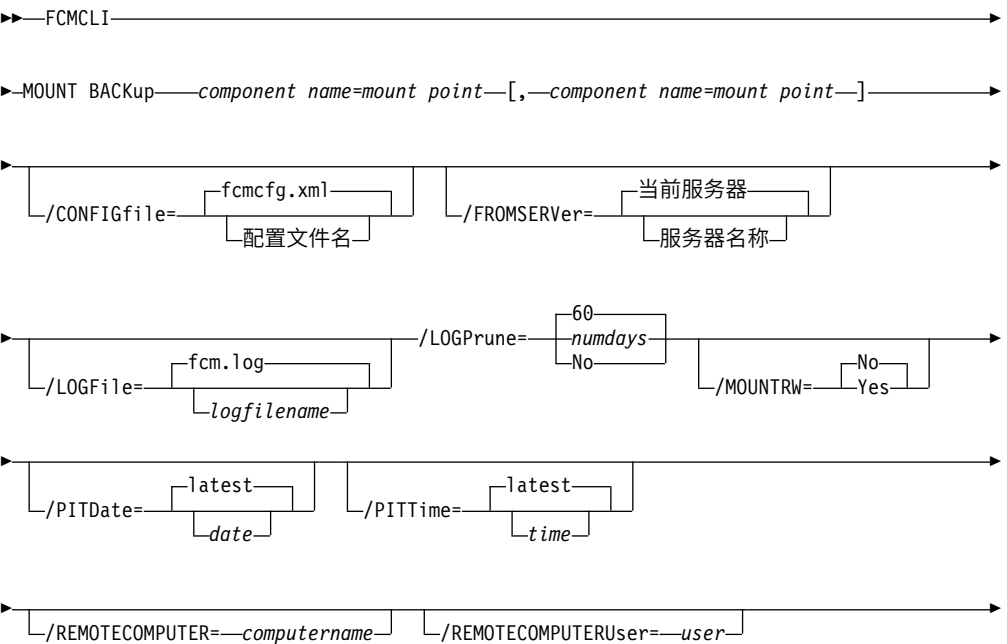 FCMCLI
MOUNT BACKup component name=mount point [, component name=mount point ]
/CONFIGfile= fcmcfg.xml 配置文件名 /FROMSERVer= 当前服务器 服务器名称
/LOGFile= fcm.log logfilename /LOGPrune= 60 numdays No /MOUNTRW= No Yes
/PITDate= latest date /PITTime= latest time
/REMOTECOMPUTER= computername /REMOTECOMPUTERUser= user